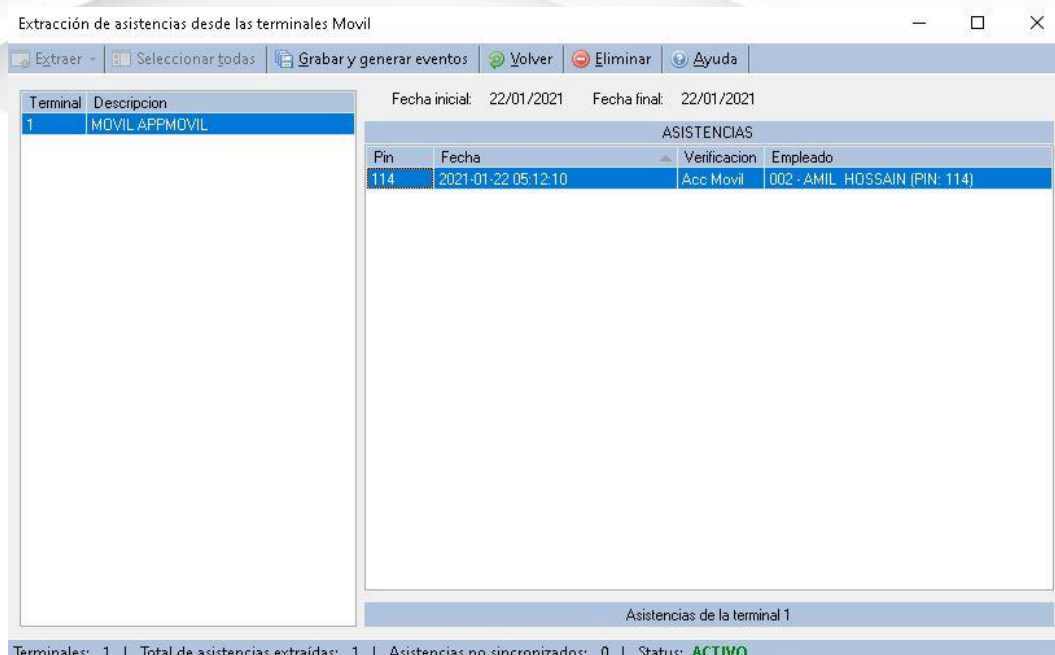 Extracción de asistencias desde las terminales Movil
Extraer Seleccionar todas Grabar y generar eventos Volver Eliminar Ayuda
Terminal Descripcion
1 MOVIL APPMOVIL
Fecha inicial: 22/01/2021 Fecha final: 22/01/2021
ASISTENCIAS
Pin Fecha Verificacion Empleado
114 2021-01-22 05:12:10 Acc Movil 002 - AMIL HOSSAIN (PIN: 114)
Asistencias de la terminal 1
Terminales: 1 | Total de asistencias extraídas: 1 | Asistencias no sincronizados: 0 | Status: ACTIVO